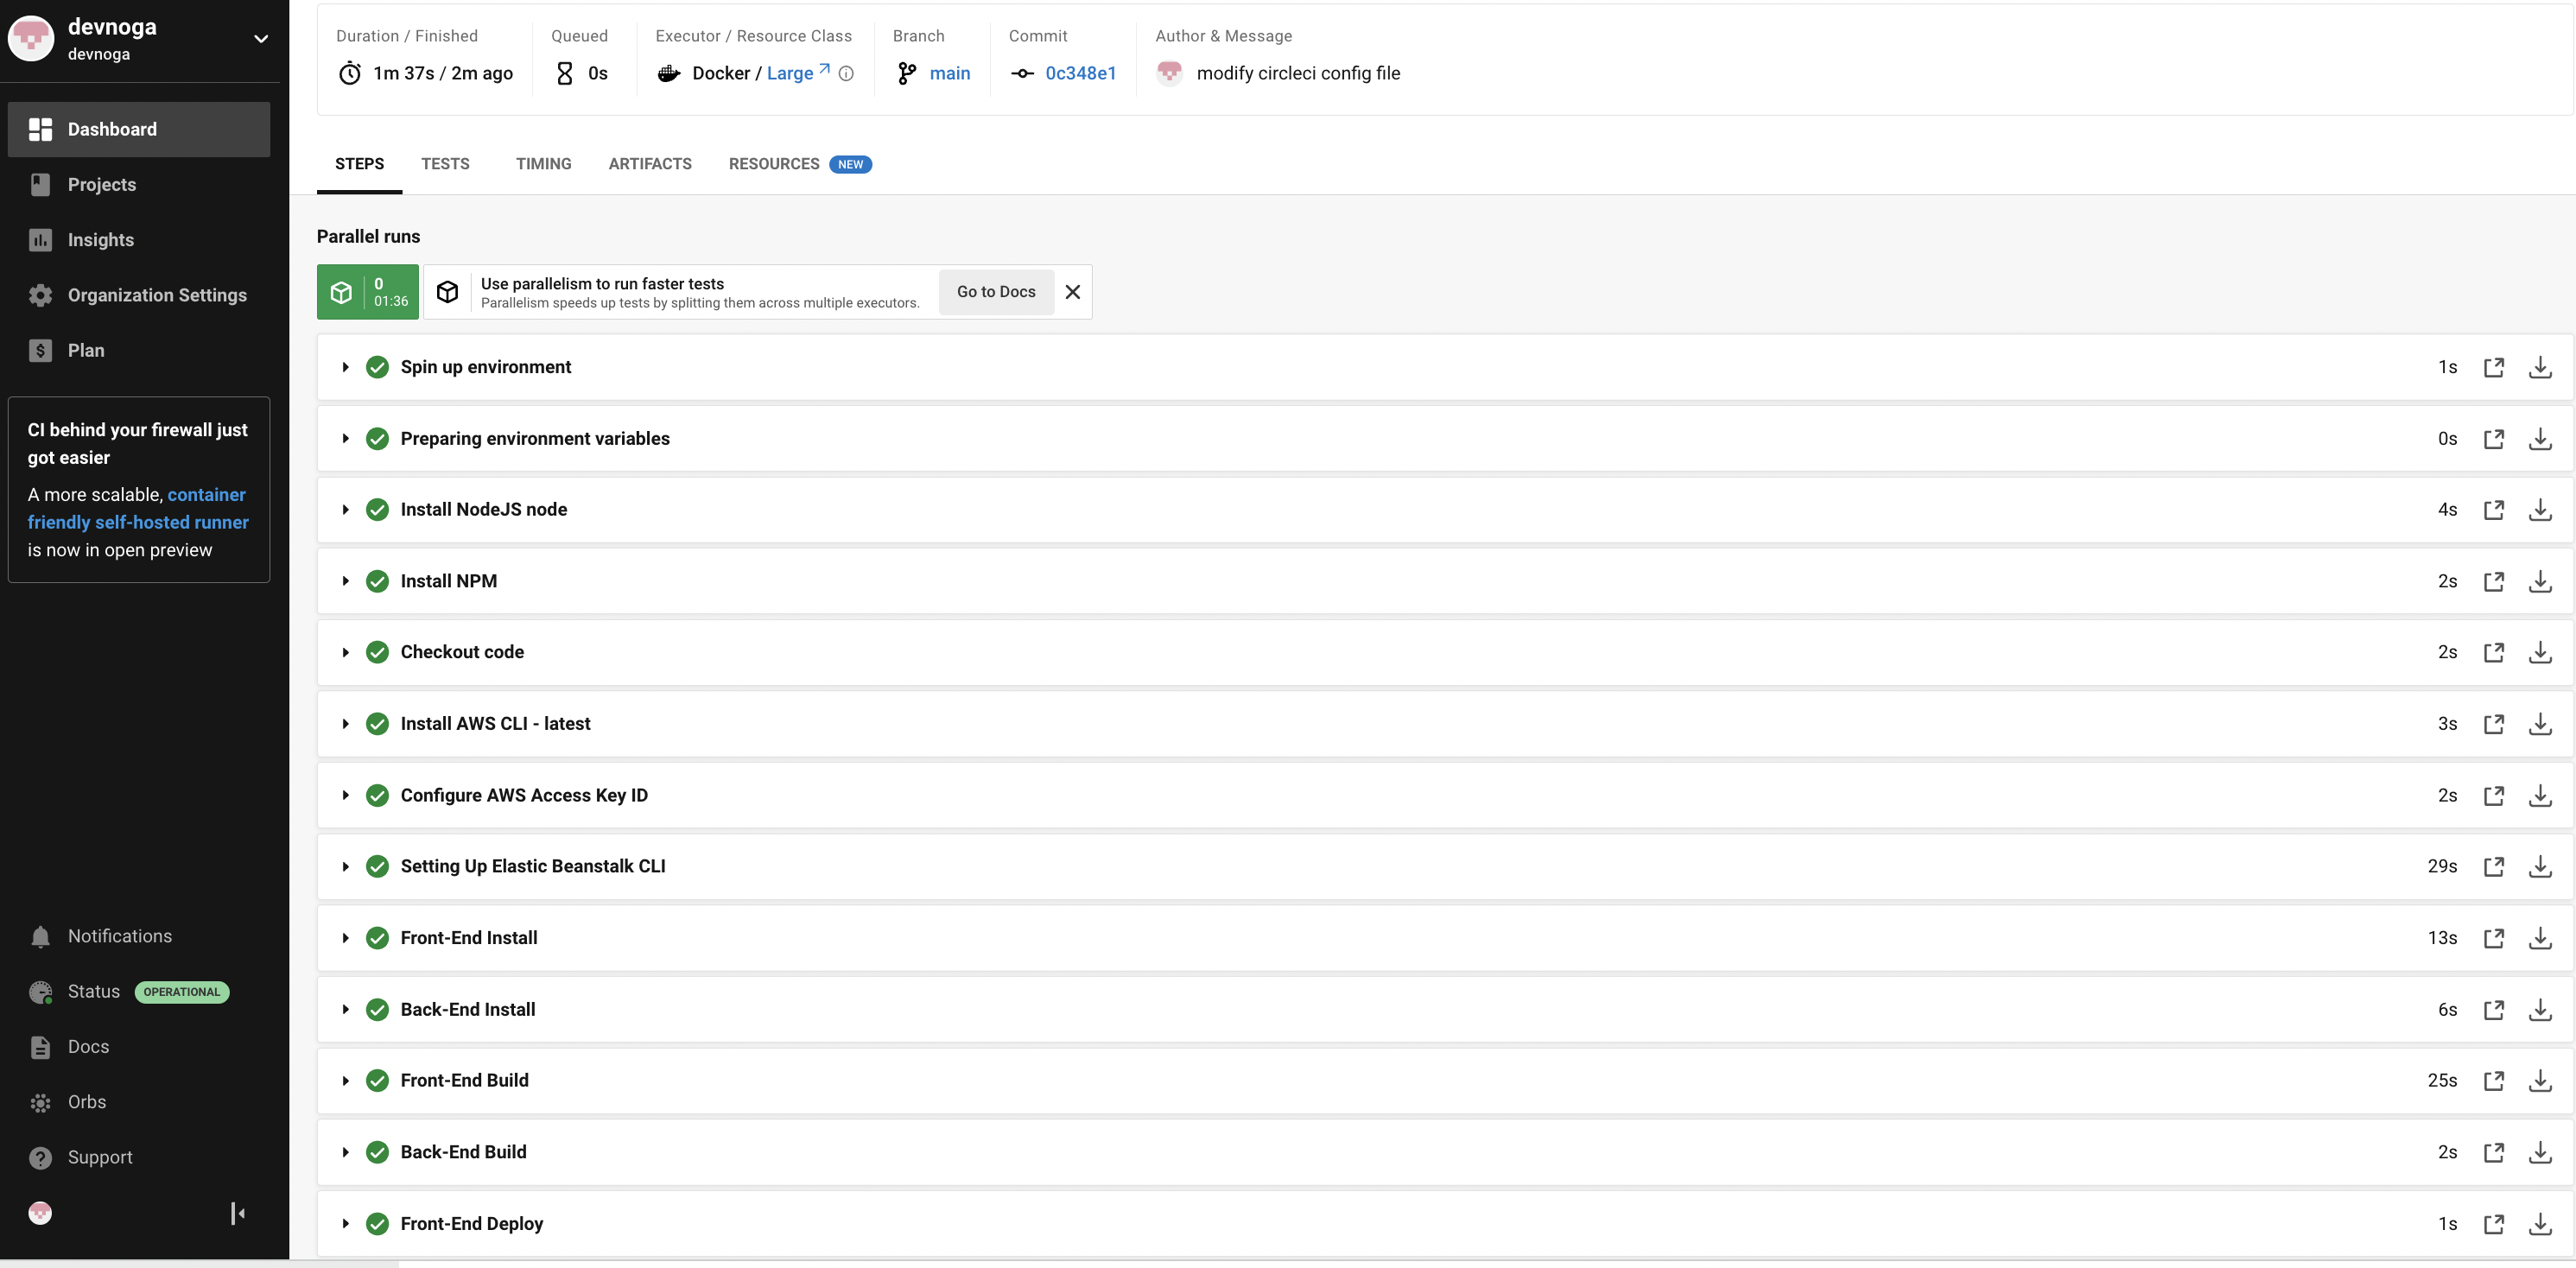 devnoga
devnoga
Dashboard
Projects
Insights
Organization Settings
Plan
CI behind your firewall just
got easier
A more scalable, container
friendly self-hosted runner
is now in open preview
Notifications
Status OPERATIONAL
Docs
Orbs
Support
Duration / Finished
1m 37s / 2m ago
Queued
0s
Executor / Resource Class
Docker / Large
Branch
main
Commit
0c348e1
Author & Message
modify circleci config file
STEPS TESTS TIMING ARTIFACTS RESOURCES NEW
Parallel runs
0
01:36
Use parallelism to run faster tests
Parallelism speeds up tests by splitting them across multiple executors.
Go to Docs
Spin up environment 1s
Preparing environment variables 0s
Install NodeJS node 4s
Install NPM 2s
Checkout code 2s
Install AWS CLI - latest 3s
Configure AWS Access Key ID 2s
Setting Up Elastic Beanstalk CLI 29s
Front-End Install 13s
Back-End Install 6s
Front-End Build 25s
Back-End Build 2s
Front-End Deploy 1s